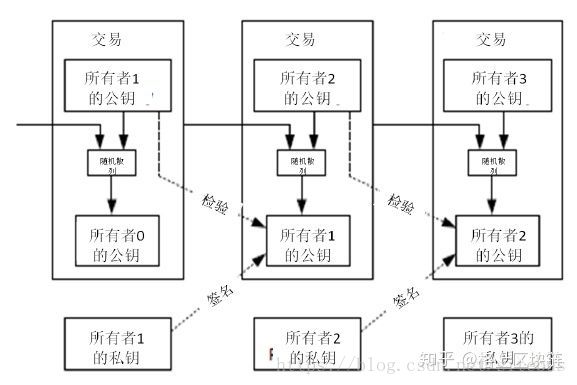 交易
交易
交易
所有者1
的公钥
所有者2
的公钥
所有者3
的公钥
随机散
列
随机散
列
随机散
列
检验
检验
所有者0
的公钥
所有者1
的公钥
所有者2
的公钥
签名
签名
所有者1
的私钥
所有者2
的私钥
所有者3的
私钥
https://blog.csdn.net
知乎